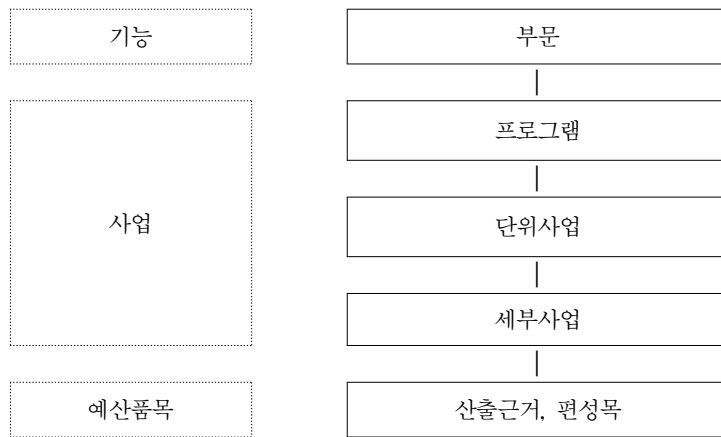 기능
부문
프로그램
사업
단위사업
세부사업
예산품목
산출근거, 편성목